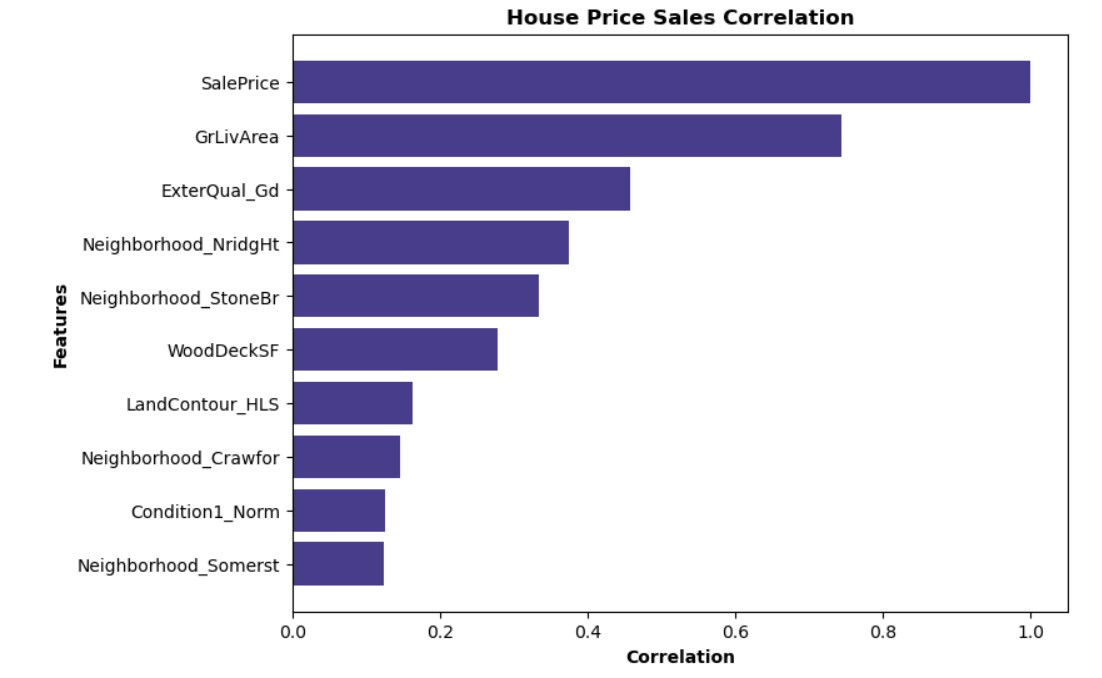 House Price Sales Correlation
SalePrice
GrLivArea
ExterQual_Gd
Neighborhood_NridgHt
Neighborhood_StoneBr
WoodDeckSF
LandContour_HLS
Neighborhood_Crawfor
Condition1_Norm
Neighborhood_Somerst
Features
0.0 0.2 0.4 0.6 0.8 1.0
Correlation